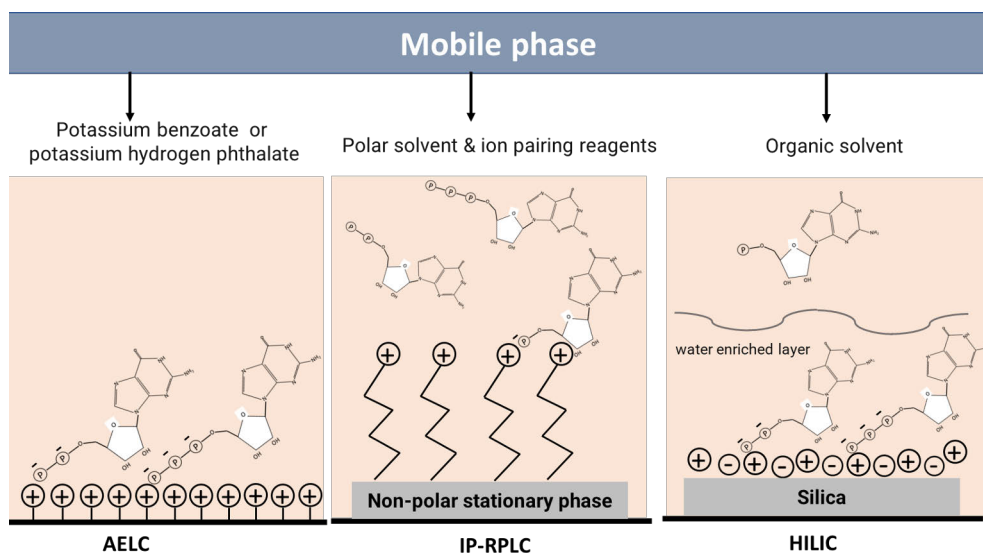 Mobile phase
Potassium benzoate or
potassium hydrogen phthalate
Polar solvent & ion pairing reagents
Organic solvent
water enriched layer
Non-polar stationary phase
Silica
AELC
IP-RPLC
HILIC